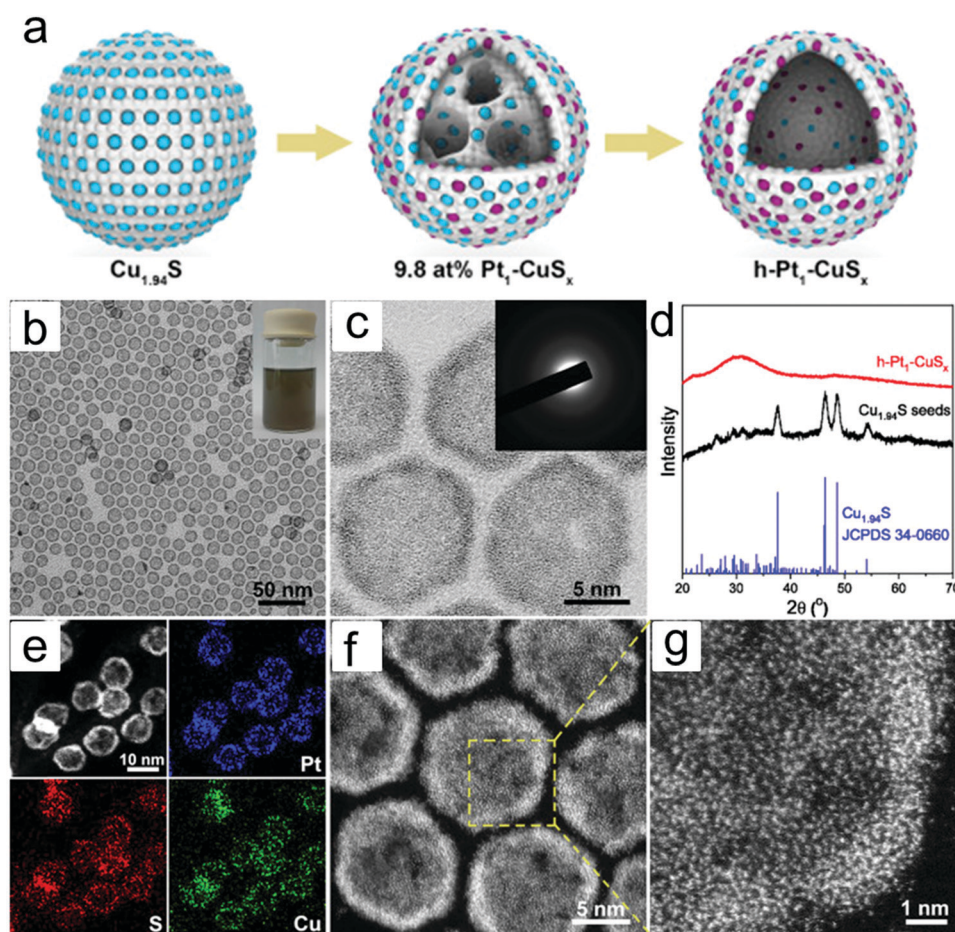 a
Cu₁.₉₄S
9.8 at% Pt₁-CuSₓ
h-Pt₁-CuSₓ
b
50 nm
c
5 nm
d
h-Pt₁-CuSₓ
Cu₁.₉₄S seeds
Cu₁.₉₄S
JCPDS 34-0660
Intensity
20 30 40 50 60 70
2θ (°)
e
10 nm
Pt
S
Cu
f
5 nm
g
1 nm